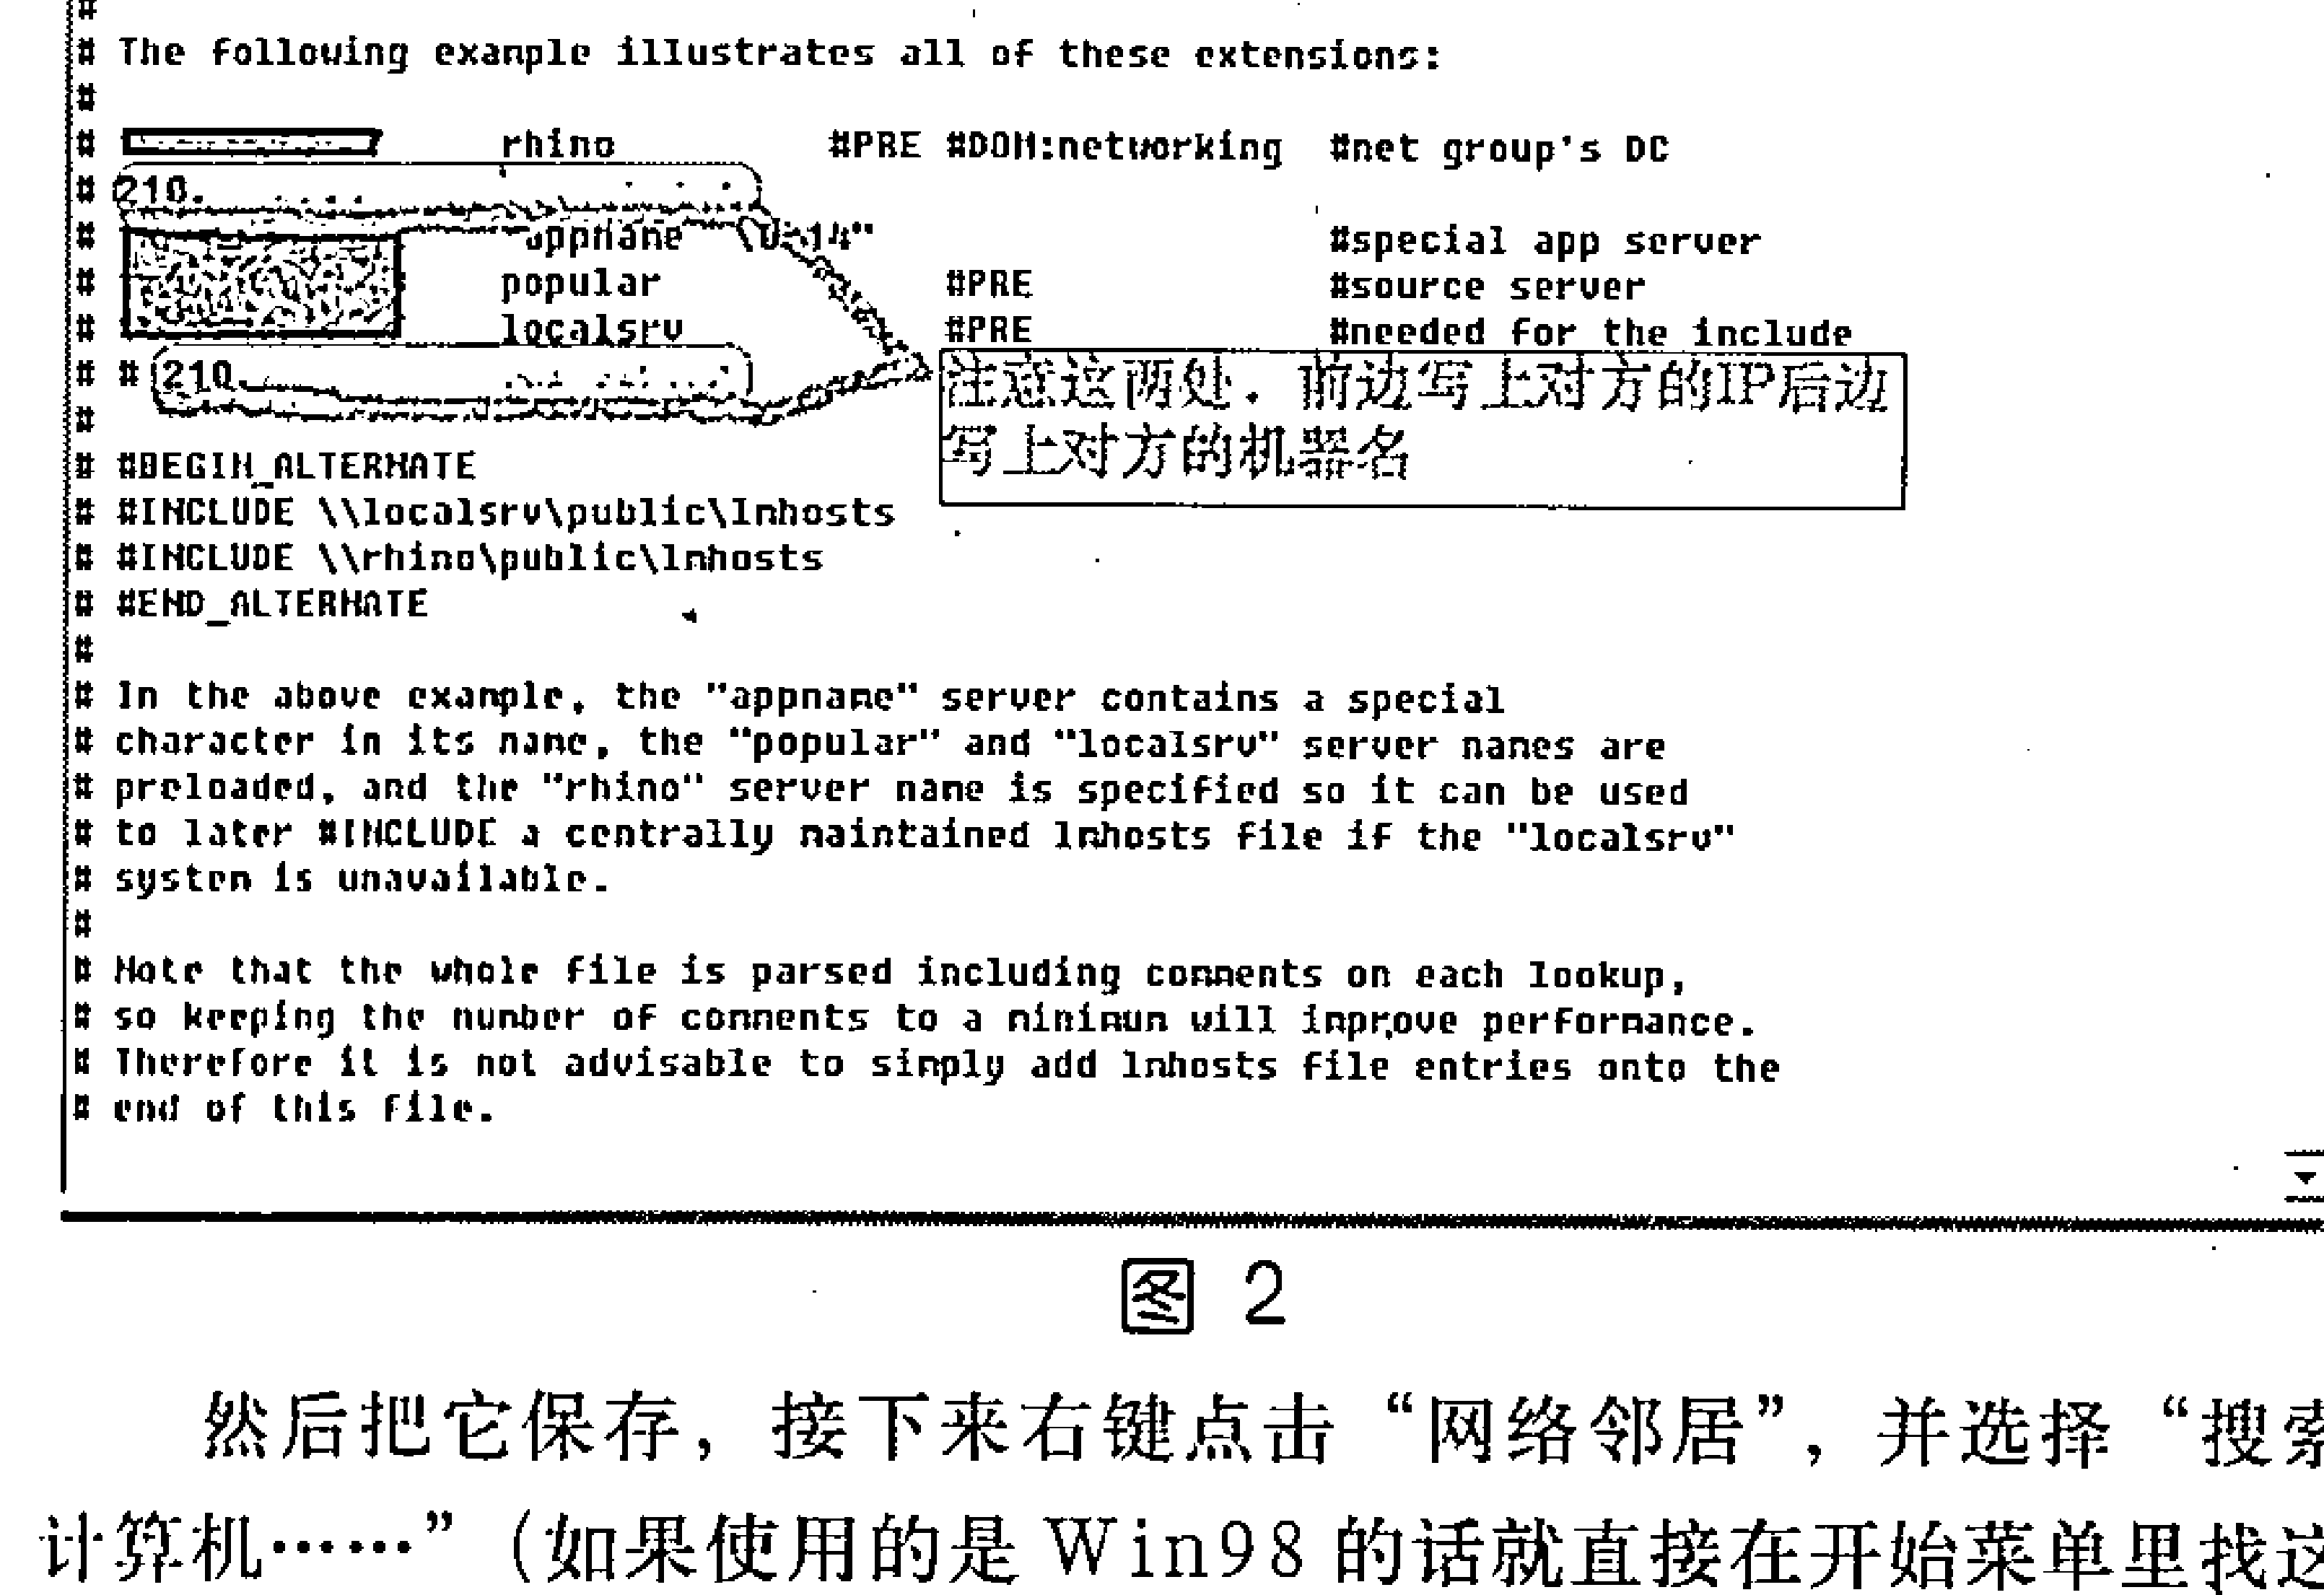 #
# The following example illustrates all of these extensions:
#
# rhino #PRE #DOM:networking #net group's DC
# 210.
# "appname \0x14" #special app server
# popular #PRE #source server
# localsrv #PRE #needed for the include
# # 210.
#
注意这两处．前边写上对方的IP后边
写上对方的机器名
# #BEGIN_ALTERNATE
# #INCLUDE \\localsrv\public\lmhosts
# #INCLUDE \\rhino\public\lmhosts
# #END_ALTERNATE
#
# In the above example, the "appname" server contains a special
# character in its name, the "popular" and "localsrv" server names are
# preloaded, and the "rhino" server name is specified so it can be used
# to later #INCLUDE a centrally maintained lmhosts file if the "localsrv"
# system is unavailable.
#
# Note that the whole file is parsed including comments on each lookup,
# so keeping the number of comments to a minimum will improve performance.
# Therefore it is not advisable to simply add lmhosts file entries onto the
# end of this file.
图 2
然后把它保存，接下来右键点击“网络邻居”，并选择“搜索
计算机……”（如果使用的是 Win98 的话就直接在开始菜单里找这